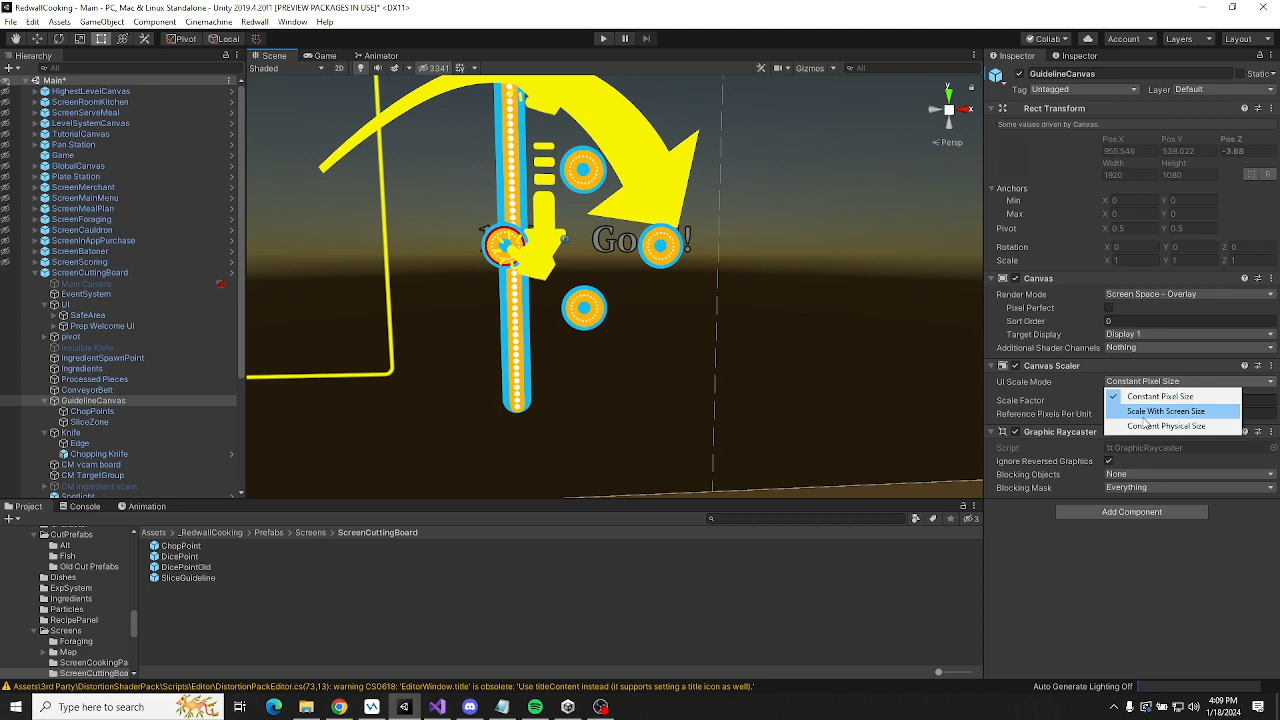 RedwallCooking - Main - PC, Mac & Linux Standalone - Unity 2019.4.20f1 [PREVIEW PACKAGES IN USE]* <DX11>
File Edit Assets GameObject Component Redwall Window Help
Pivot Local Collab Account Layers Layout
Hierarchy
All
Main*
HighestLevelCanvas
ScreenRoomKitchen
ScreenServeMeal
LevelSystemCanvas
TutorialCanvas
Pan Station
Game
GlobalCanvas
Plate Station
ScreenMerchant
ScreenMainMenu
ScreenMealPlan
ScreenForaging
ScreenCauldron
ScreenInAppPurchase
ScreenBatoner
ScreenScoring
ScreenCuttingBoard
Main Camera
EventSystem
UI
SafeArea
Prep Welcome UI
pivot
Invisible Knife
IngredientSpawnPoint
Ingredients
Processed Pieces
ConveyorBelt
GuidelineCanvas
ChopPoints
SliceZone
Knife
Edge
Chopping Knife
CM vcam board
CM TargetGroup
CM ingredient vcam
Spotlight
Scene Game Animator
Shaded 2D 3341 Gizmos All
y
x
Persp
Inspector Inspector
GuidelineCanvas Static
Tag Untagged Layer Default
Rect Transform
Some values driven by Canvas.
Pos X Pos Y Pos Z
955.546 538.022 -3.68
Width Height
1920 1080
R
Anchors
Min X 0 Y 0
Max X 0 Y 0
Pivot X 0.5 Y 0.5
Rotation X 0 Y 0 Z 0
Scale X 1 Y 1 Z 1
Canvas
Render Mode Screen Space - Overlay
Pixel Perfect
Sort Order 0
Target Display Display 1
Additional Shader Channels Nothing
Canvas Scaler
UI Scale Mode Constant Pixel Size
Constant Pixel Size
Scale Factor
Scale With Screen Size
Reference Pixels Per Unit
Constant Physical Size
Graphic Raycaster
Script GraphicRaycaster
Ignore Reversed Graphics
Blocking Objects None
Blocking Mask Everything
Add Component
Project Console Animation
3
CutPrefabs
Alt
Fish
Old Cut Prefabs
Dishes
ExpSystem
Ingredients
Particles
RecipePanel
Screens
Foraging
Map
ScreenCookingPa
ScreenCuttingBoa
Assets _RedwallCooking Prefabs Screens ScreenCuttingBoard
ChopPoint
DicePoint
DicePointOld
SliceGuideline
Assets\3rd Party\DistortionShaderPack\Scripts\Editor\DistortionPackEditor.cs(73,13): warning CS0618: 'EditorWindow.title' is obsolete: 'Use titleContent instead (it supports setting a title icon as well).'
Auto Generate Lighting Off
Type here to search
4:09 PM
1/18/2024